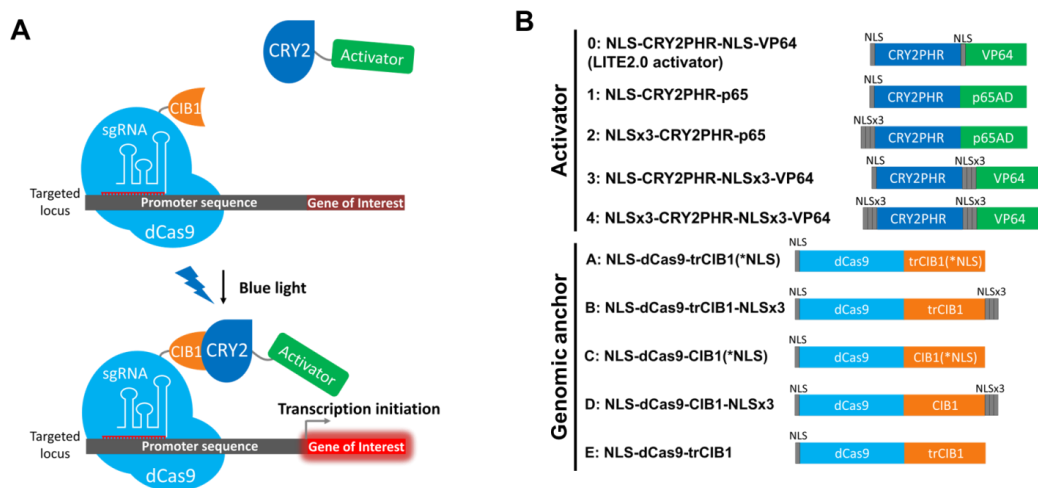 A
CRY2
Activator
CIB1
sgRNA
Targeted
locus
Promoter sequence
Gene of Interest
dCas9
Blue light
CIB1
CRY2
Activator
sgRNA
Transcription initiation
Targeted
locus
Promoter sequence
Gene of Interest
dCas9
B
Activator
0: NLS-CRY2PHR-NLS-VP64
(LITE2.0 activator)
NLS
NLS
CRY2PHR
VP64
1: NLS-CRY2PHR-p65
NLS
CRY2PHR
p65AD
2: NLSx3-CRY2PHR-p65
NLSx3
CRY2PHR
p65AD
3: NLS-CRY2PHR-NLSx3-VP64
NLS
NLSx3
CRY2PHR
VP64
4: NLSx3-CRY2PHR-NLSx3-VP64
NLSx3
NLSx3
CRY2PHR
VP64
Genomic anchor
A: NLS-dCas9-trCIB1(*NLS)
NLS
dCas9
trCIB1(*NLS)
B: NLS-dCas9-trCIB1-NLSx3
NLS
NLSx3
dCas9
trCIB1
C: NLS-dCas9-CIB1(*NLS)
NLS
dCas9
CIB1(*NLS)
D: NLS-dCas9-CIB1-NLSx3
NLS
NLSx3
dCas9
CIB1
E: NLS-dCas9-trCIB1
NLS
dCas9
trCIB1